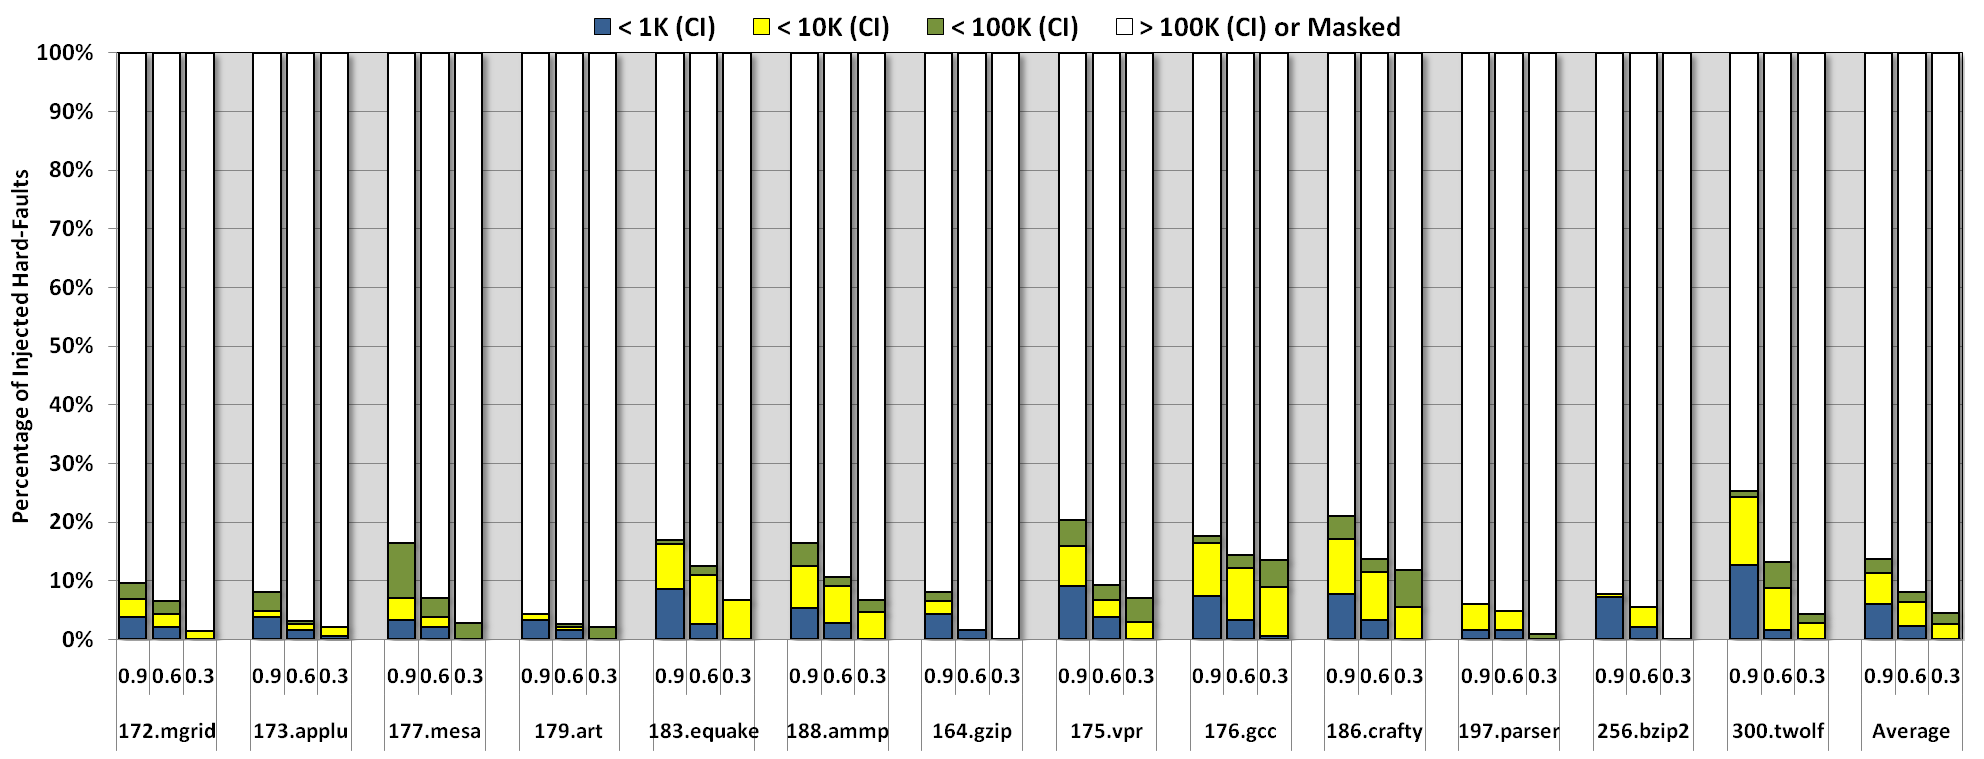 < 1K (CI) < 10K (CI) < 100K (CI) > 100K (CI) or Masked
Percentage of Injected Hard-Faults
100%
90%
80%
70%
60%
50%
40%
30%
20%
10%
0%
0.9 0.6 0.3 0.9 0.6 0.3 0.9 0.6 0.3 0.9 0.6 0.3 0.9 0.6 0.3 0.9 0.6 0.3 0.9 0.6 0.3 0.9 0.6 0.3 0.9 0.6 0.3 0.9 0.6 0.3 0.9 0.6 0.3 0.9 0.6 0.3 0.9 0.6 0.3 0.9 0.6 0.3
172.mgrid 173.applu 177.mesa 179.art 183.equake 188.ammp 164.gzip 175.vpr 176.gcc 186.crafty 197.parser 256.bzip2 300.twolf Average